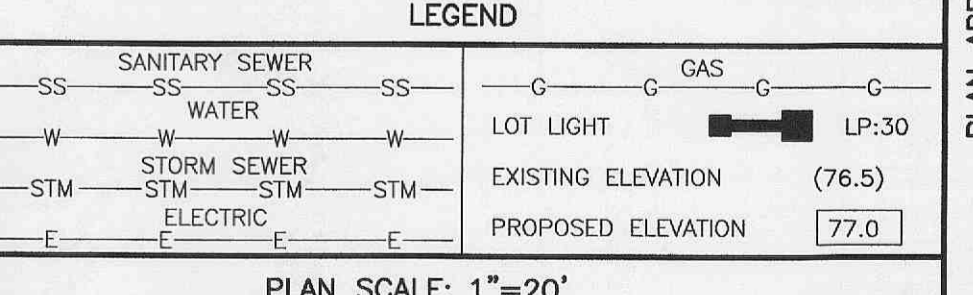 LEGEND
SANITARY SEWER
SS SS SS SS
WATER
W W W W
STORM SEWER
STM STM STM STM
ELECTRIC
E E E E
GAS
G G G G
LOT LIGHT LP:30
EXISTING ELEVATION (76.5)
PROPOSED ELEVATION 77.0
PLAN SCALE: 1"=20'